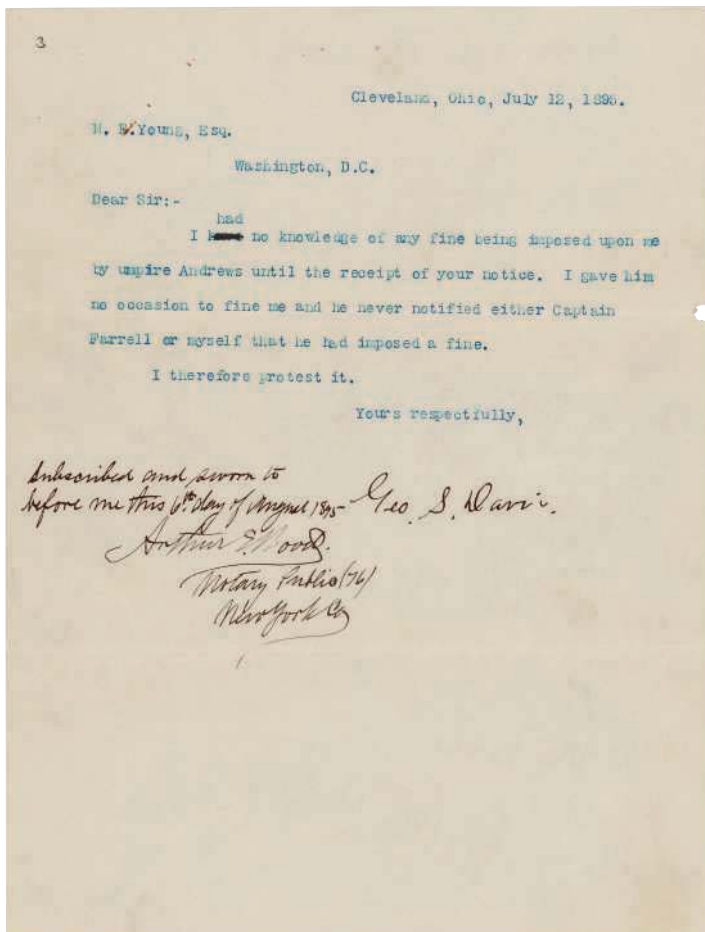 3
Cleveland, Ohio, July 12, 1895.
N. E. Young, Esq.
Washington, D.C.
Dear Sir:-
had
I have no knowledge of any fine being imposed upon me
by umpire Andrews until the receipt of your notice. I gave him
no occasion to fine me and he never notified either Captain
Farrell or myself that he had imposed a fine.
I therefore protest it.
Yours respectfully,
Subscribed and sworn to
before me this 6th day of August 1895
Geo. S. Davis.
Arthur E. Wood.
Notary Public (76)
New York Co